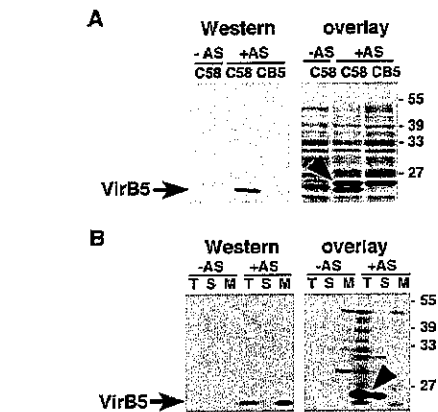 A
Western overlay
-AS +AS -AS +AS
C58 C58 CB5 C58 C58 CB5
55
39
33
27
VirB5
B
Western overlay
-AS +AS -AS +AS
T S M T S M T S M T S M
55
39
33
27
VirB5